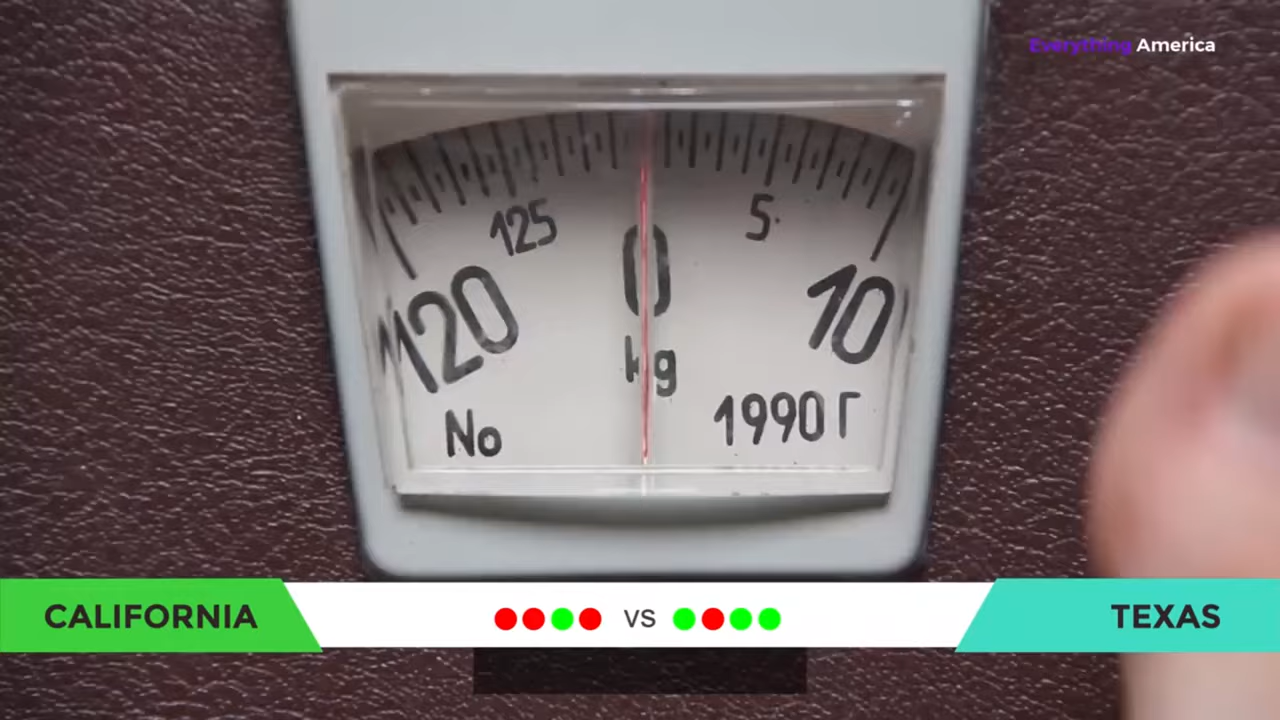 Everything America
125
5
120
0
10
kg
No
1990 Г
CALIFORNIA
VS
TEXAS